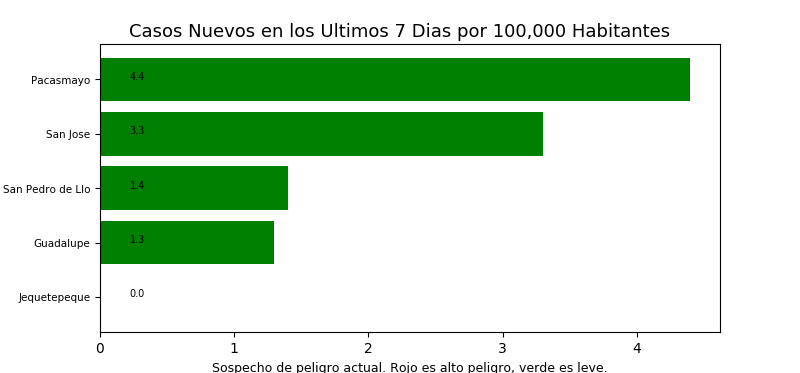 Casos Nuevos en los Ultimos 7 Dias por 100,000 Habitantes
Pacasmayo 4.4
San Jose 3.3
San Pedro de Llo 1.4
Guadalupe 1.3
Jequetepeque 0.0
0 1 2 3 4
Sospecho de peligro actual. Rojo es alto peligro, verde es leve.